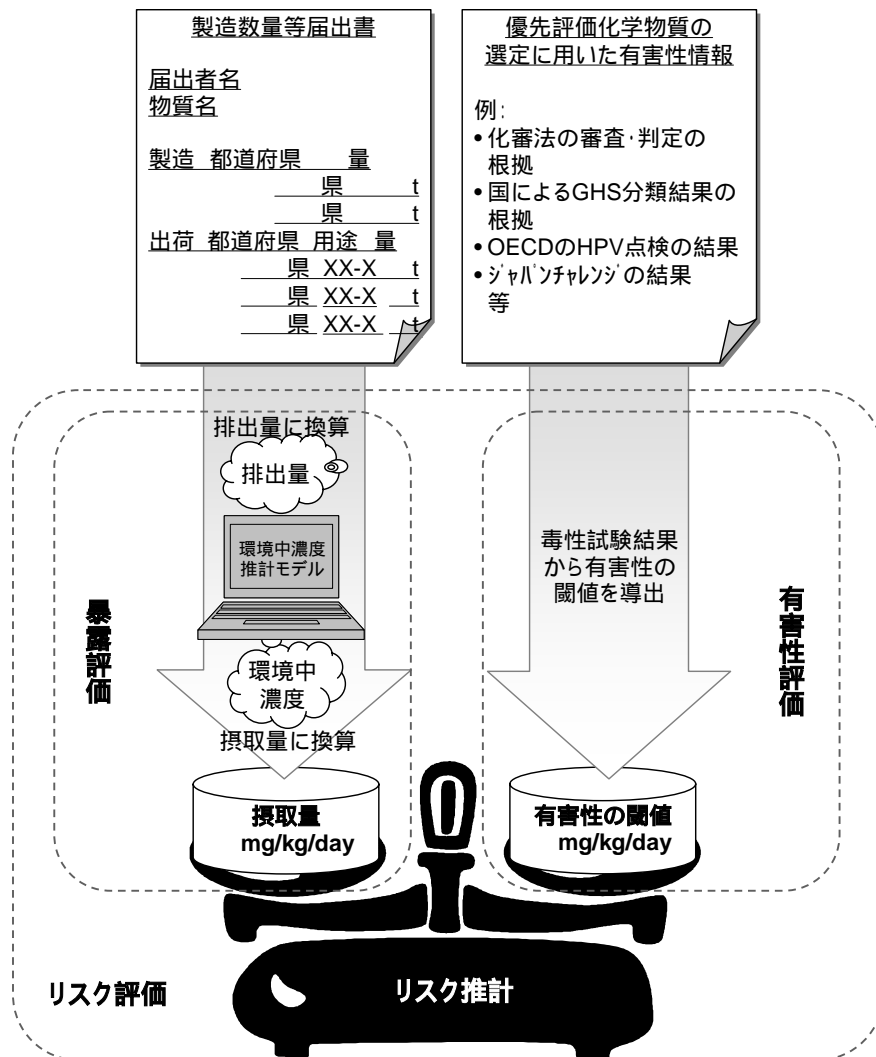 製造数量等届出書
届出者名
物質名
製造 都道府県 量
県 t
県 t
出荷 都道府県 用途 量
県 XX-X t
県 XX-X t
県 XX-X t
優先評価化学物質の
選定に用いた有害性情報
例:
•化審法の審査・判定の
根拠
•国によるGHS分類結果の
根拠
•OECDのHPV点検の結果
•ｼﾞｬﾊﾟﾝﾁｬﾚﾝｼﾞの結果
等
排出量に換算
排出量
環境中濃度
推計モデル
環境中
濃度
摂取量に換算
暴露評価
毒性試験結果
から有害性の
閾値を導出
有害性評価
摂取量
mg/kg/day
有害性の閾値
mg/kg/day
リスク評価
リスク推計